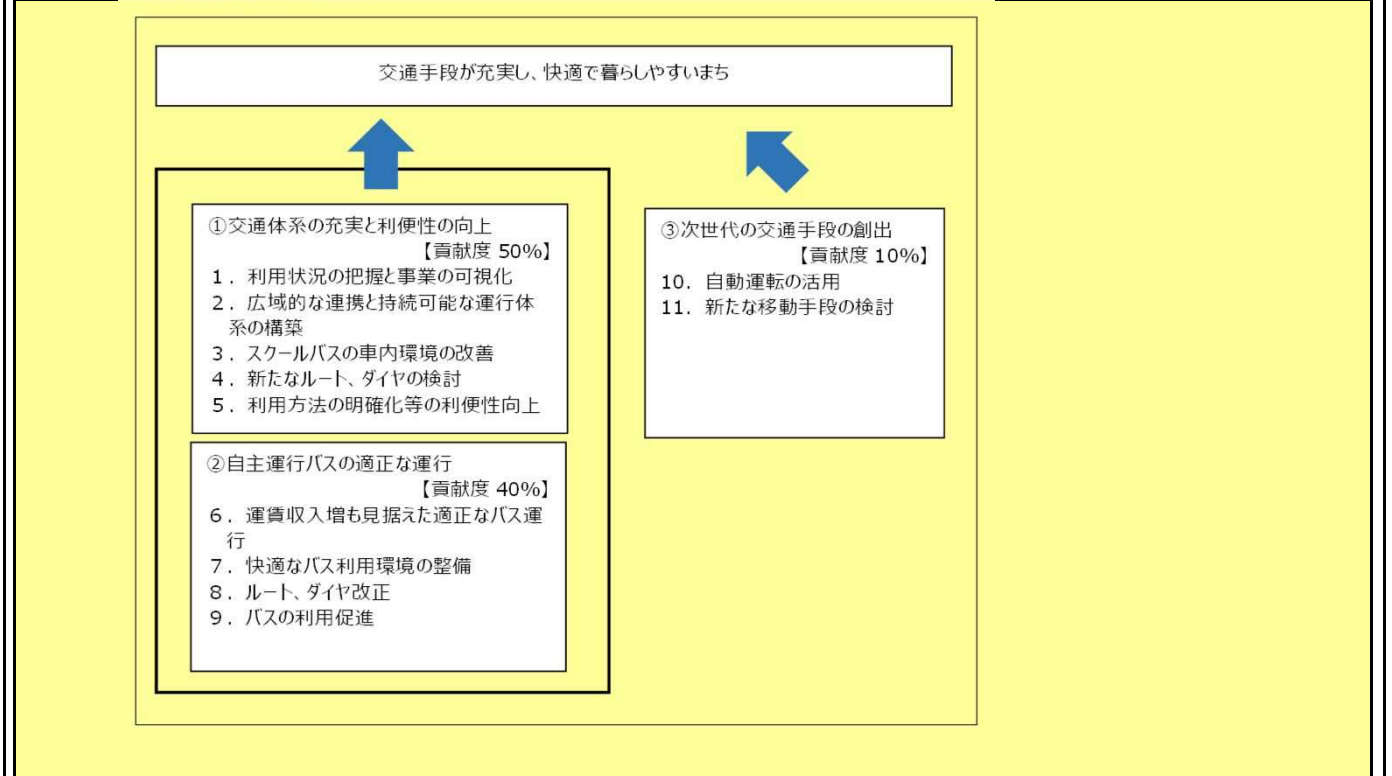 交通手段が充実し、快適で暮らしやすいまち
①交通体系の充実と利便性の向上
【貢献度 50%】
1．利用状況の把握と事業の可視化
2．広域的な連携と持続可能な運行体
系の構築
3．スクールバスの車内環境の改善
4．新たなルート、ダイヤの検討
5．利用方法の明確化等の利便性向上
②自主運行バスの適正な運行
【貢献度 40%】
6．運賃収入増も見据えた適正なバス運
行
7．快適なバス利用環境の整備
8．ルート、ダイヤ改正
9．バスの利用促進
③次世代の交通手段の創出
【貢献度 10%】
10．自動運転の活用
11．新たな移動手段の検討